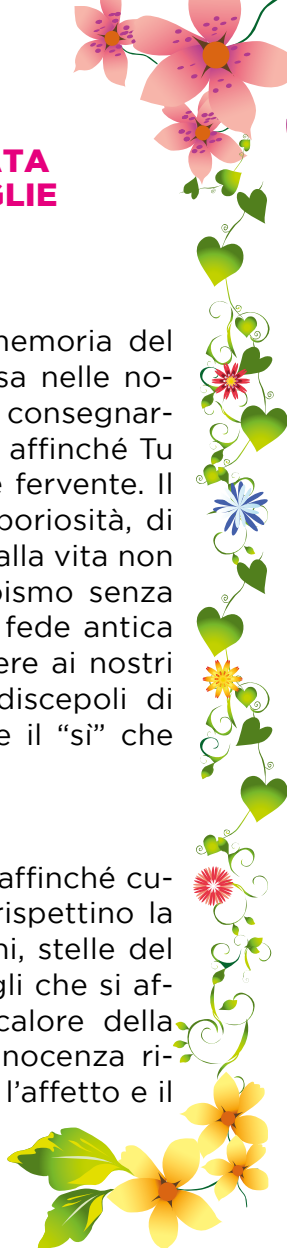 ATA
GLIE
memoria del
sa nelle no-
consegnar-
affinché Tu
e fervente. Il
boriosità, di
alla vita non
oismo senza
fede antica
ere ai nostri
discepoli di
e il “sì” che
affinché cu-
rispettino la
ni, stelle del
gli che si af-
calore della
nocenza ri-
l’affetto e il